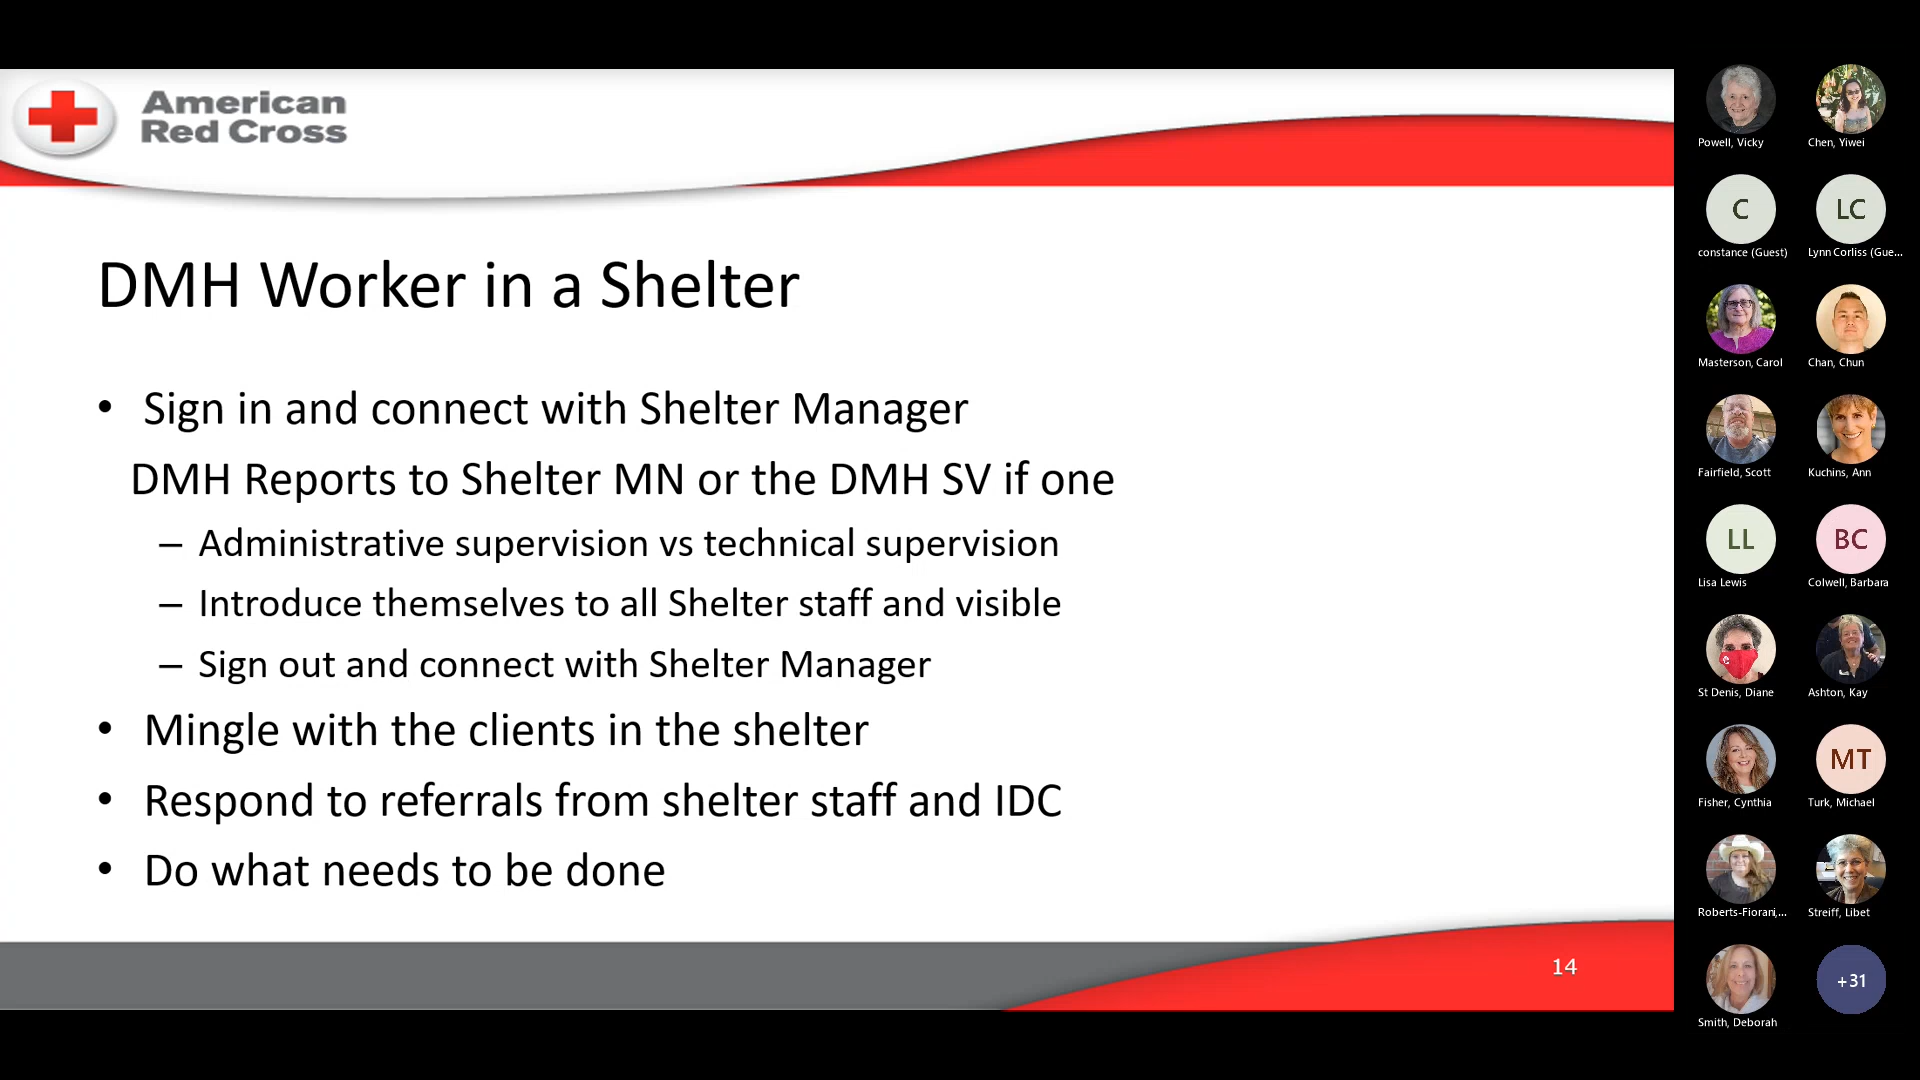 American
Red Cross
DMH Worker in a Shelter
• Sign in and connect with Shelter Manager
DMH Reports to Shelter MN or the DMH SV if one
– Administrative supervision vs technical supervision
– Introduce themselves to all Shelter staff and visible
– Sign out and connect with Shelter Manager
• Mingle with the clients in the shelter
• Respond to referrals from shelter staff and IDC
• Do what needs to be done
14
Powell, Vicky
Chen, Yiwei
C
LC
constance (Guest)
Lynn Corliss (Gue...
Masterson, Carol
Chan, Chun
Fairfield, Scott
Kuchins, Ann
LL
BC
Lisa Lewis
Colwell, Barbara
St Denis, Diane
Ashton, Kay
MT
Fisher, Cynthia
Turk, Michael
Roberts-Fiorani,...
Streiff, Libet
+31
Smith, Deborah